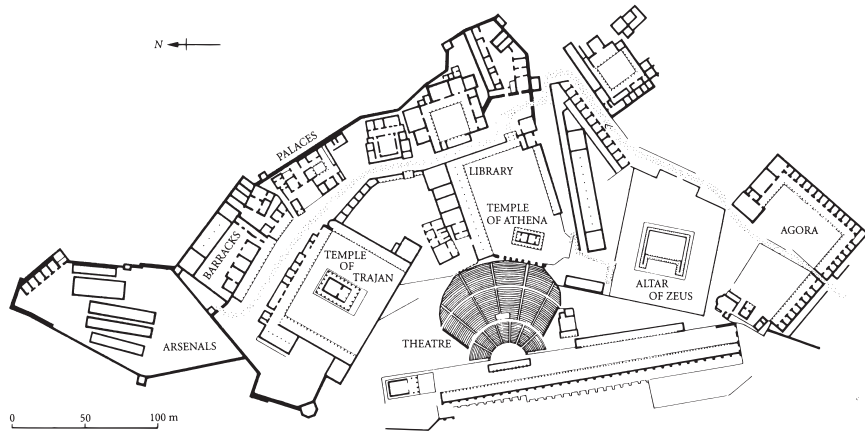 N
PALACES
LIBRARY
TEMPLE
OF ATHENA
AGORA
BARRACKS
TEMPLE
OF
TRAJAN
ALTAR
OF ZEUS
ARSENALS
THEATRE
0 50 100 m